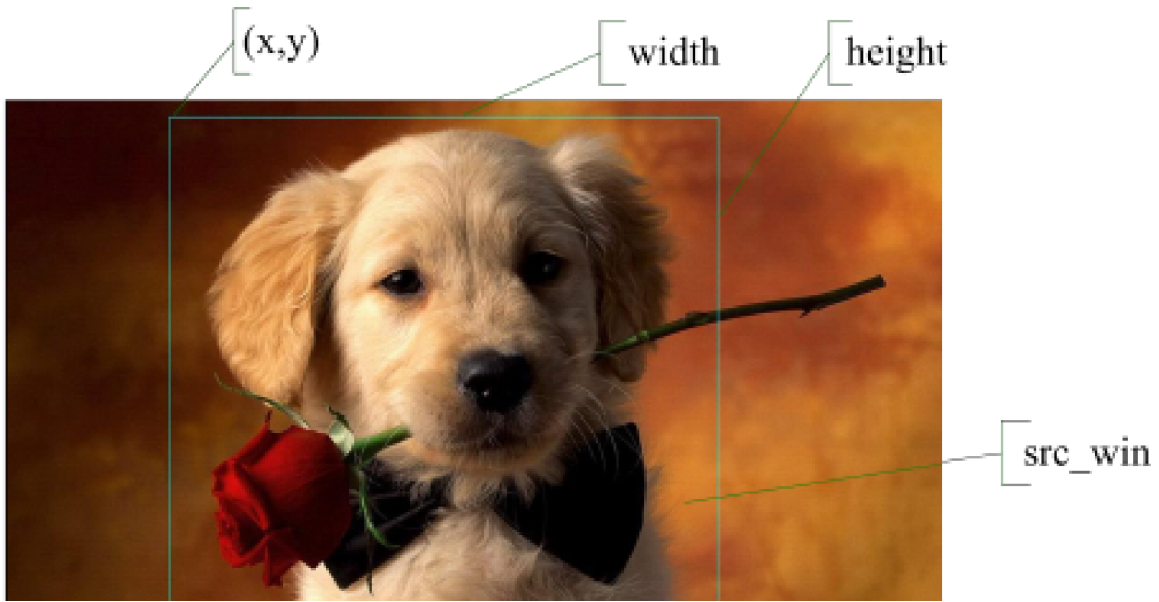 (x,y)
width
height
src_win